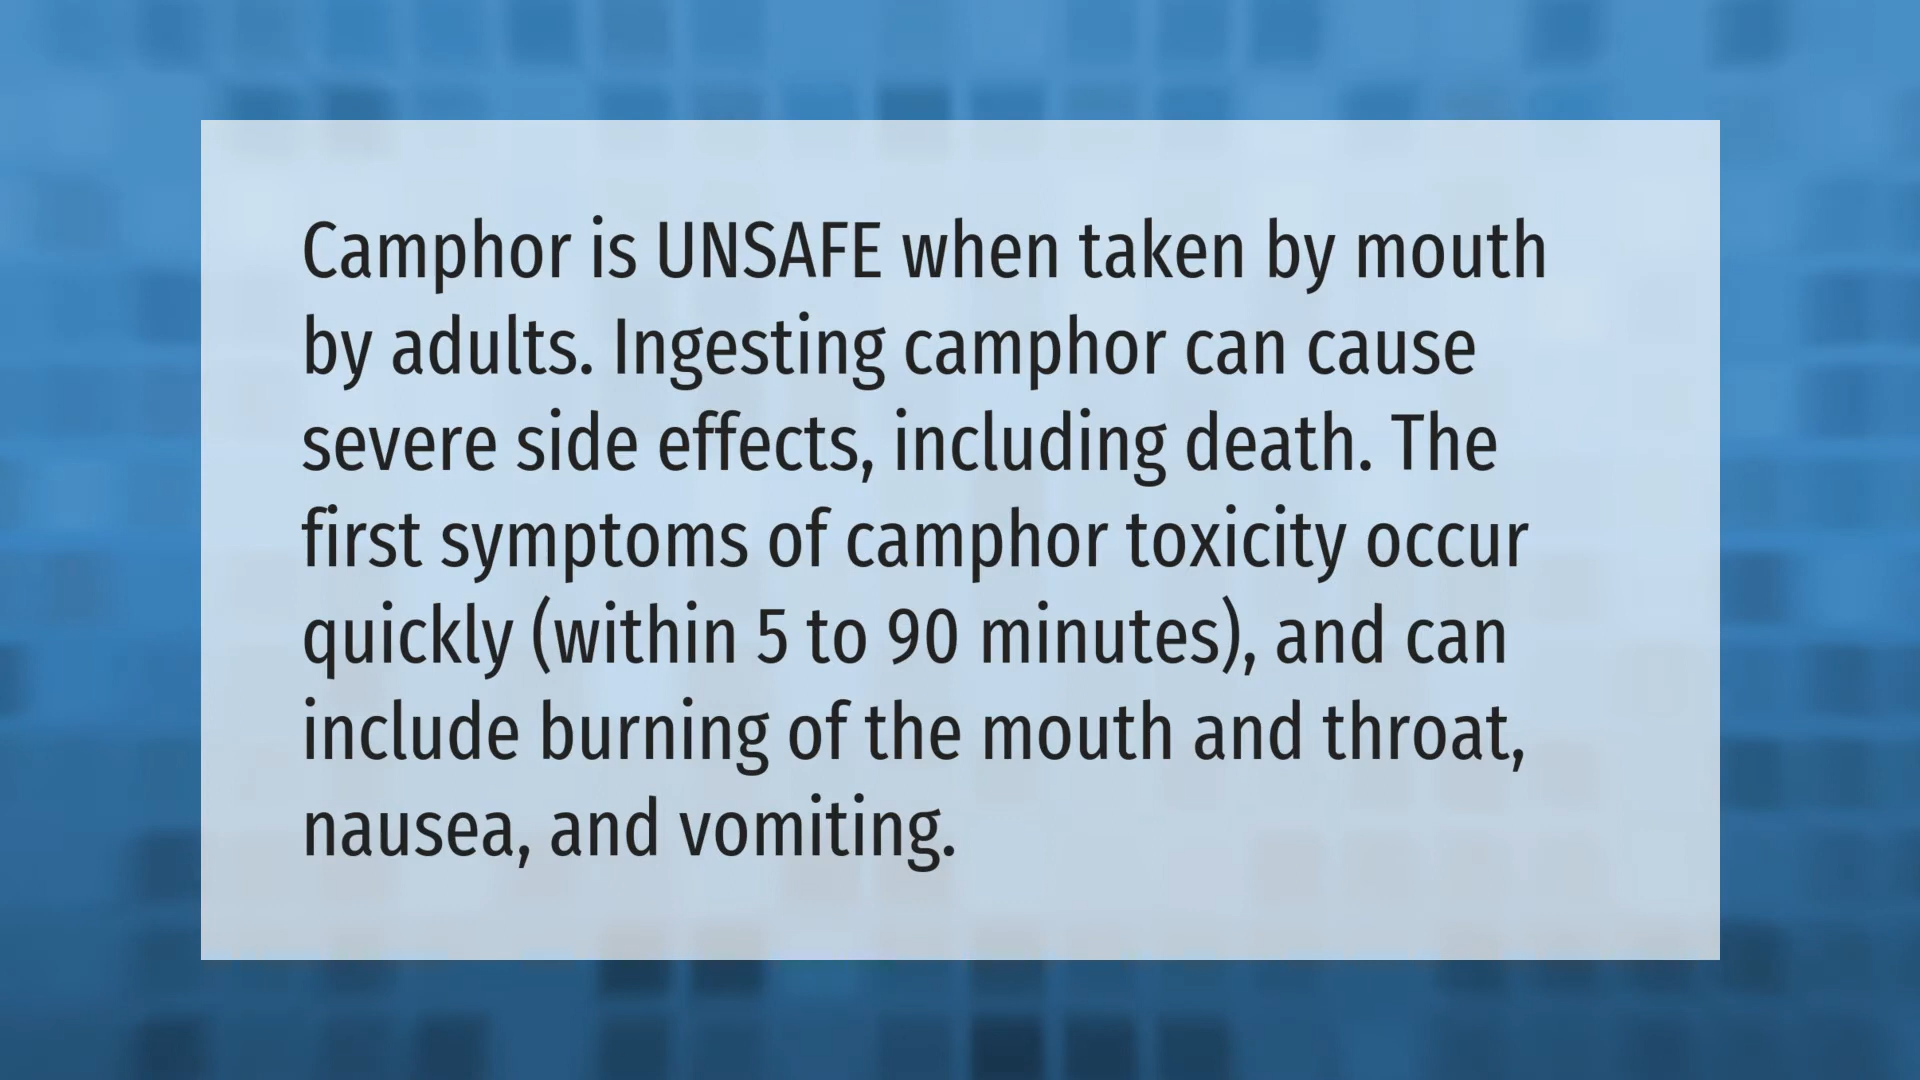 Camphor is UNSAFE when taken by mouth
by adults. Ingesting camphor can cause
severe side effects, including death. The
first symptoms of camphor toxicity occur
quickly (within 5 to 90 minutes), and can
include burning of the mouth and throat,
nausea, and vomiting.